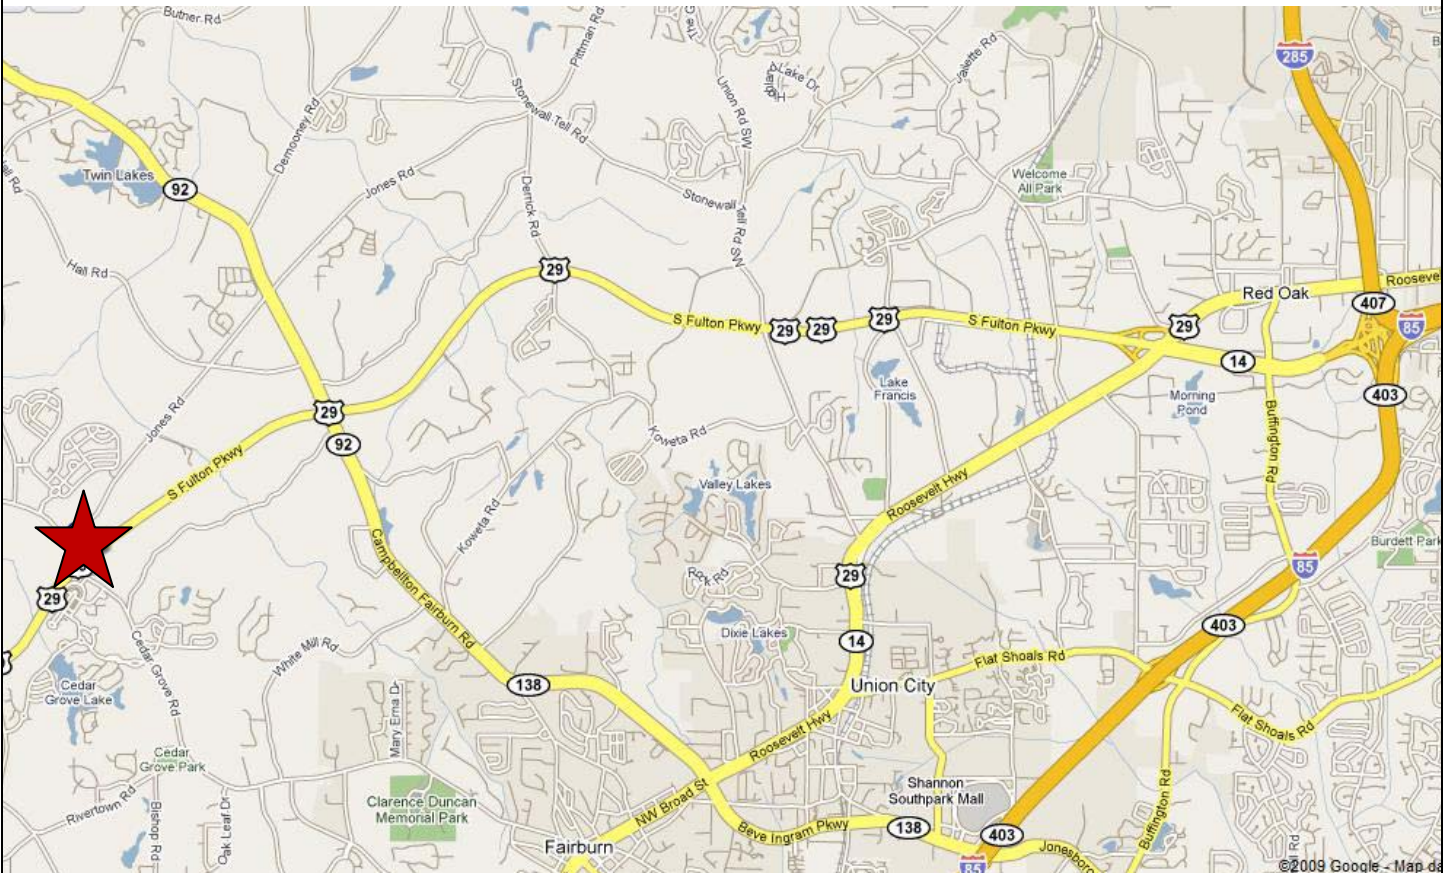 Butner Rd
Pittman Rd
Union Rd SW
Lake Dr
Jailette Rd
285
Stonewall Tell Rd
Demooney Rd
Twin Lakes
92
Jones Rd
Derrick Rd
Stonewall Tell Rd SW
Welcome
All Park
Hall Rd
29
Red Oak
407
S Fulton Pkwy
29
29
29
S Fulton Pkwy
29
85
14
Lake
Francis
Morning
Pond
403
Jones Rd
29
92
Koweta Rd
Buffington Rd
S Fulton Pkwy
Valley Lakes
Roosevelt Hwy
Koweta Rd
Burdett Park
Campbellton Fairburn Rd
Rock Rd
29
85
29
Dixie Lakes
14
403
Cedar Grove Rd
White Mill Rd
Flat Shoals Rd
Cedar
Grove Lake
138
Union City
Mary Erna Dr
Roosevelt Hwy
Flat Shoals Rd
Cedar
Grove Park
Rivertown Rd
Bishop Rd
Oak Leaf Dr
Clarence Duncan
Memorial Park
NW Broad St
Shannon
Southpark Mall
Buffington Rd
Beve Ingram Pkwy
138
403
Fairburn
85
Jonesboro
©2009 Google - Map da